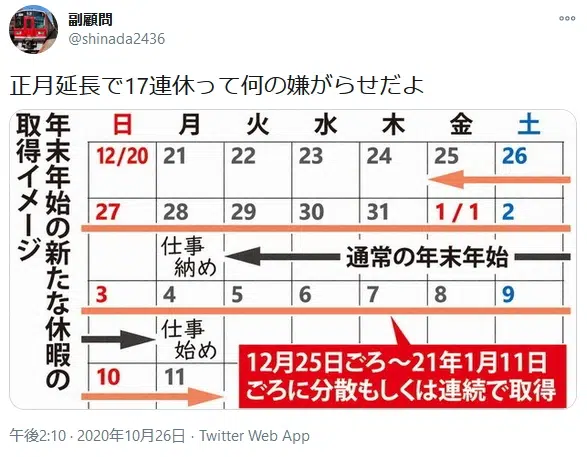 副顧問
@shinada2436
正月延長で17連休って何の嫌がらせだよ
年末年始の新たな休暇の
取得イメージ
日 月 火 水 木 金 土
12/20 21 22 23 24 25 26
27 28 29 30 31 1/1 2
仕事
納め
通常の年末年始
3 4 5 6 7 8 9
仕事
始め
12月25日ごろ～21年1月11日
ごろに分散もしくは連続で取得
10 11
午後2:10 · 2020年10月26日 · Twitter Web App